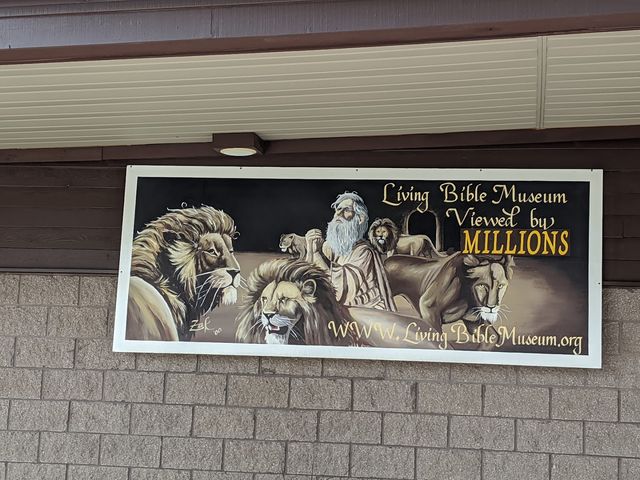 Living Bible Museum
Viewed by
MILLIONS
WWW.LivingBibleMuseum.org